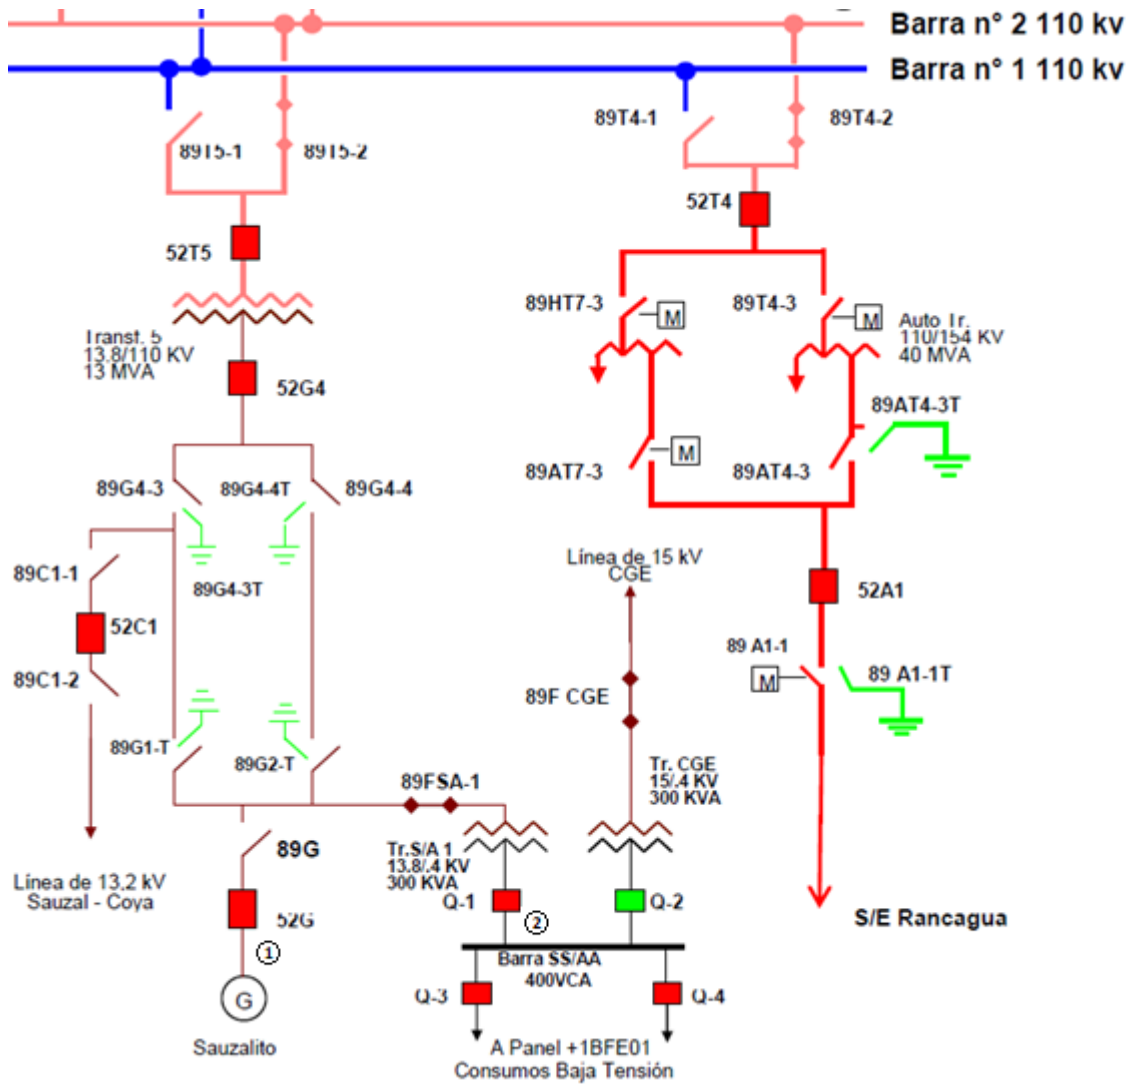 Barra n° 2 110 kv
Barra n° 1 110 kv
89T4-1
89T4-2
89T5-1
89T5-2
52T4
52T5
89HT7-3
M
89T4-3
M
Auto Tr.
110/154 KV
40 MVA
Transf. 5
13.8/110 KV
13 MVA
52G4
89AT4-3T
89AT7-3
M
89AT4-3
89G4-3
89G4-4T
89G4-4
Línea de 15 kV
CGE
89C1-1
89G4-3T
52A1
52C1
89 A1-1
M
89 A1-1T
89C1-2
89F CGE
89G1-T
89G2-T
Tr. CGE
15/.4 KV
300 KVA
89FSA-1
89G
Tr.S/A 1
13.8/.4 KV
300 KVA
Línea de 13,2 kV
Sauzal - Coya
52G
Q-1
2
Q-2
S/E Rancagua
1
Barra SS/AA
400VCA
G
Q-3
Q-4
Sauzalito
A Panel +1BFE01
Consumos Baja Tensión